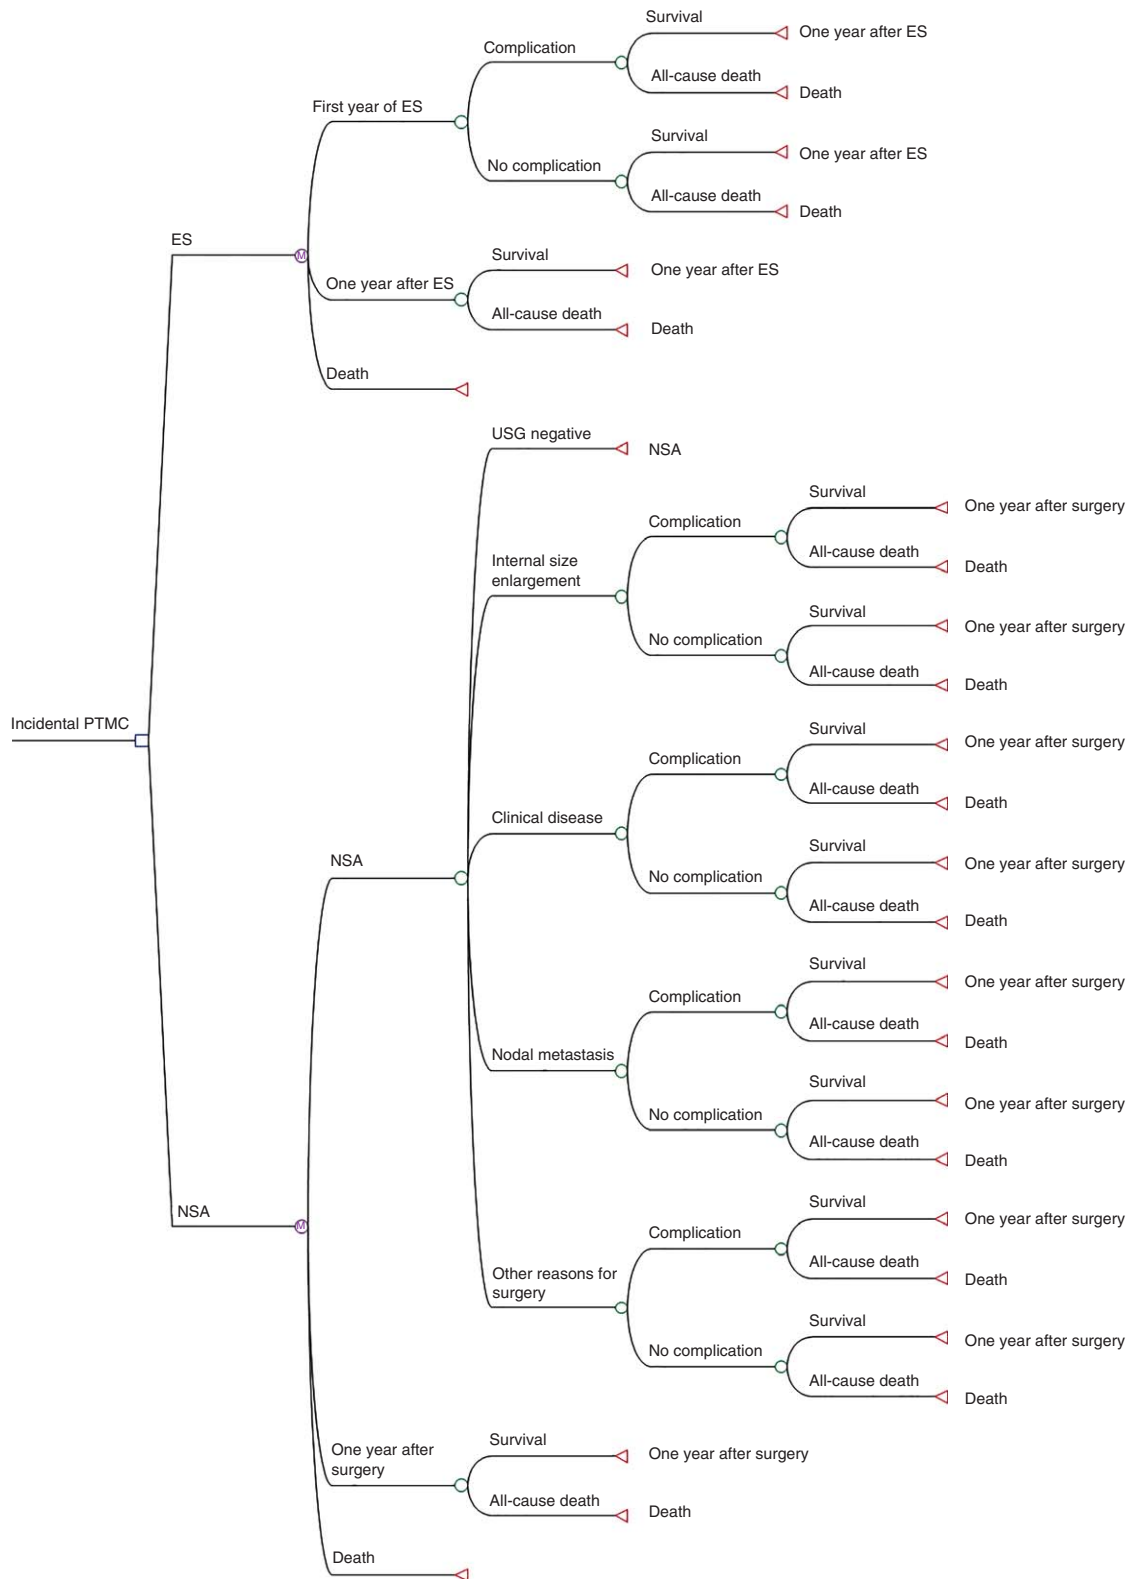 Survival
One year after ES
Complication
All-cause death
Death
First year of ES
Survival
One year after ES
No complication
All-cause death
Death
ES
M
Survival
One year after ES
One year after ES
All-cause death
Death
Death
USG negative
NSA
Survival
One year after surgery
Complication
All-cause death
Death
Internal size
enlargement
Survival
One year after surgery
No complication
All-cause death
Death
Incidental PTMC
Survival
One year after surgery
Complication
All-cause death
Death
Clinical disease
NSA
Survival
One year after surgery
No complication
All-cause death
Death
Survival
One year after surgery
Complication
All-cause death
Death
Nodal metastasis
Survival
One year after surgery
No complication
All-cause death
Death
NSA
M
Survival
One year after surgery
Complication
All-cause death
Death
Other reasons for
surgery
Survival
One year after surgery
No complication
All-cause death
Death
One year after
surgery
Survival
One year after surgery
All-cause death
Death
Death